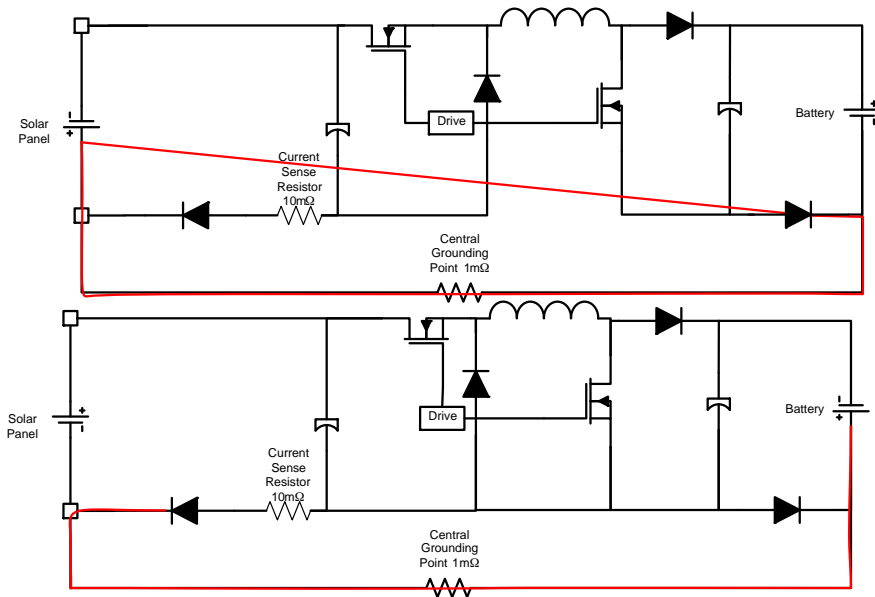 Solar
Panel
Drive
Battery
Current
Sense
Resistor
10mΩ
Central
Grounding
Point 1mΩ
Solar
Panel
Drive
Battery
Current
Sense
Resistor
10mΩ
Central
Grounding
Point 1mΩ